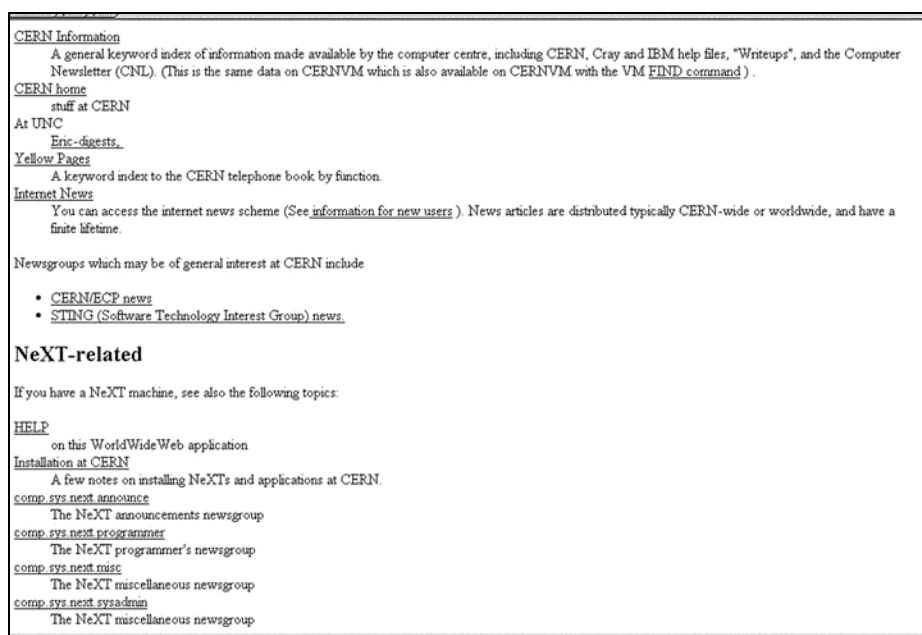 CERN Information
A general keyword index of information made available by the computer centre, including CERN, Cray and IBM help files, "Writeups", and the Computer
Newsletter (CNL). (This is the same data on CERNVM which is also available on CERNVM with the VM FIND command ) .
CERN home
stuff at CERN
At UNC
Eric-digests,
Yellow Pages
A keyword index to the CERN telephone book by function.
Internet News
You can access the internet news scheme (See information for new users ). News articles are distributed typically CERN-wide or worldwide, and have a
finite lifetime.
Newsgroups which may be of general interest at CERN include
• CERN/ECP news
• STING (Software Technology Interest Group) news.
NeXT-related
If you have a NeXT machine, see also the following topics:
HELP
on this WorldWideWeb application
Installation at CERN
A few notes on installing NeXTs and applications at CERN.
comp.sys.next.announce
The NeXT announcements newsgroup
comp.sys.next.programmer
The NeXT programmer's newsgroup
comp.sys.next.misc
The NeXT miscellaneous newsgroup
comp.sys.next.sysadmin
The NeXT miscellaneous newsgroup